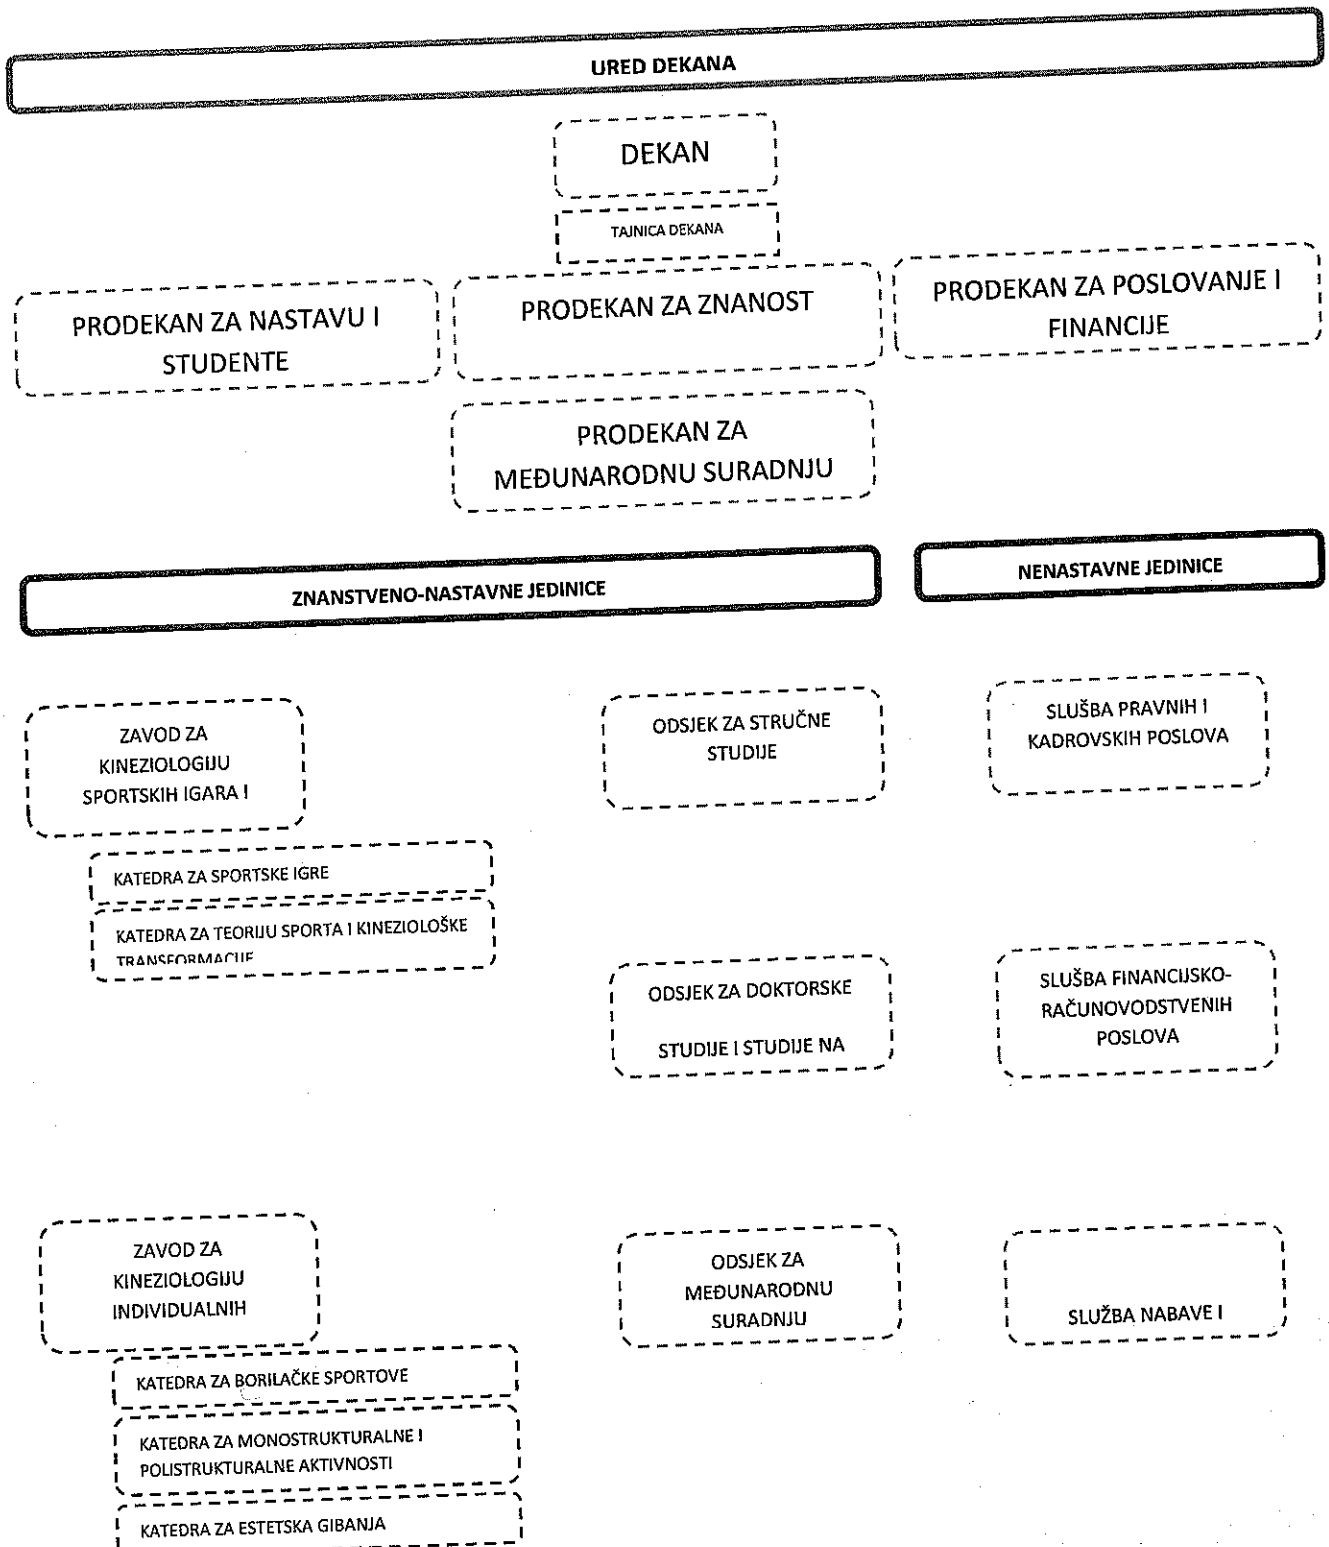 URED DEKANA
DEKAN
TAJNICA DEKANA
PRODEKAN ZA NASTAVU I
STUDENTE
PRODEKAN ZA ZNANOST
PRODEKAN ZA POSLOVANJE I
FINANCIJE
PRODEKAN ZA
MEĐUNARODNU SURADNJU
ZNANSTVENO-NASTAVNE JEDINICE
NENASTAVNE JEDINICE
ZAVOD ZA
KINEZIOLOGIJU
SPORTSKIH IGARA I
ODSJEK ZA STRUČNE
STUDIJE
SLUŠBA PRAVNIH I
KADROVSKIH POSLOVA
KATEDRA ZA SPORTSKE IGRE
KATEDRA ZA TEORIJU SPORTA I KINEZIOLOŠKE
TRANSFORMACIJE
ODSJEK ZA DOKTORSKE
STUDIJE I STUDIJE NA
SLUŠBA FINANCIJSKO-
RAČUNOVODSTVENIH
POSLOVA
ZAVOD ZA
KINEZIOLOGIJU
INDIVIDUALNIH
ODSJEK ZA
MEĐUNARODNU
SURADNJU
SLUŽBA NABAVE I
KATEDRA ZA BORILAČKE SPORTOVE
KATEDRA ZA MONOSTRUKTURALNE I
POLISTRUKTURALNE AKTIVNOSTI
KATEDRA ZA ESTETSKA GIBANJA